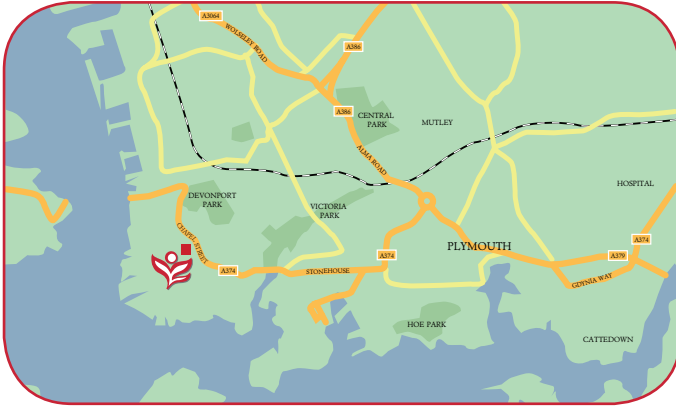 A3064
WOLSELEY ROAD
A386
A386
CENTRAL
PARK
MUTLEY
ALMA ROAD
HOSPITAL
DEVONPORT
PARK
VICTORIA
PARK
CHAPEL STREET
PLYMOUTH
A374
A374
A379
A374
STONEHOUSE
GDYNIA WAY
HOE PARK
CATTEDOWN